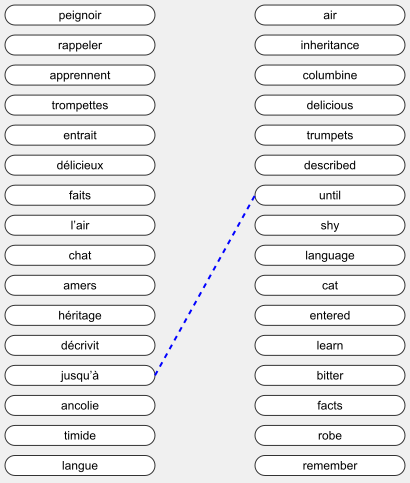 peignoir
rappeler
apprennent
trompettes
entrait
délicieux
faits
l'air
chat
amers
héritage
décrivit
jusqu'à
ancolie
timide
langue
air
inheritance
columbine
delicious
trumpets
described
until
shy
language
cat
entered
learn
bitter
facts
robe
remember